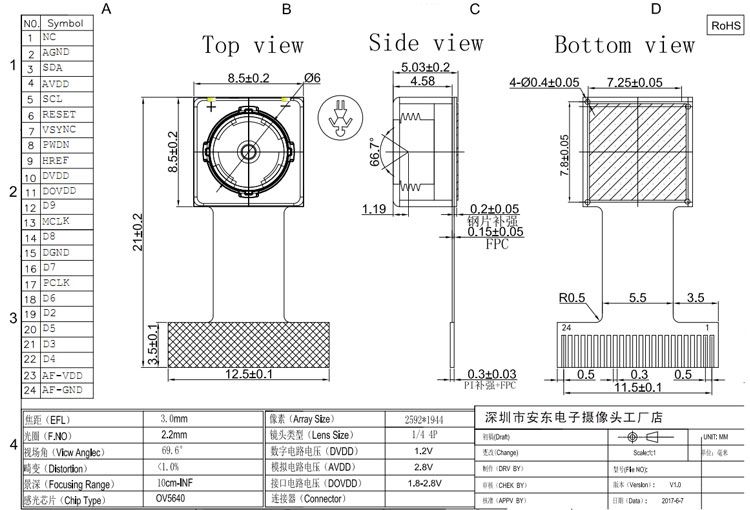 A B C D
RoHS
NO. Symbol
1 NC
2 AGND
3 SDA
4 AVDD
5 SCL
6 RESET
7 VSYNC
8 PWDN
9 HREF
10 DVDD
11 DOVDD
12 D9
13 MCLK
14 D8
15 DGND
16 D7
17 PCLK
18 D6
19 D2
20 D5
21 D3
22 D4
23 AF-VDD
24 AF-GND
1
2
3
4
Top view
8.5±0.2
Ø6
+ -
8.5±0.2
21±0.2
3.5±0.1
12.5±0.1
Side view
5.03±0.2
4.58
66.7°
1.19
0.2±0.05
钢片补强
0.15±0.05
FPC
0.3±0.03
PI补强+FPC
Bottom view
4-Ø0.4±0.05
7.25±0.05
7.8±0.05
R0.5
5.5
3.5
24 1
0.5
0.3
0.5
11.5±0.1
焦距 (EFL) 3.0mm
光圈 (F.NO) 2.2mm
视场角 (View Anglec) 69.6°
畸变 (Distortion) <1.0%
景深 (Focusing Range) 10cm-INF
感光芯片 (Chip Type) OV5640
像素 (Array Size) 2592*1944
镜头类型 (Lens Size) 1/4 4P
数字电路电压 (DVDD) 1.2V
模拟电路电压 (AVDD) 2.8V
接口电路电压 (DOVDD) 1.8-2.8V
连接器 (Connector)
深圳市安东电子摄像头工厂店
初稿(Draft)
更改(Change)
制作 (DRV BY)
审核 (CHEK BY)
核准 (APPV BY)
Scale:1:1
UNIT: MM
单位: 毫米
型号(File NO):
版本 (Version): V1.0
日期 (Data): 2017-6-7